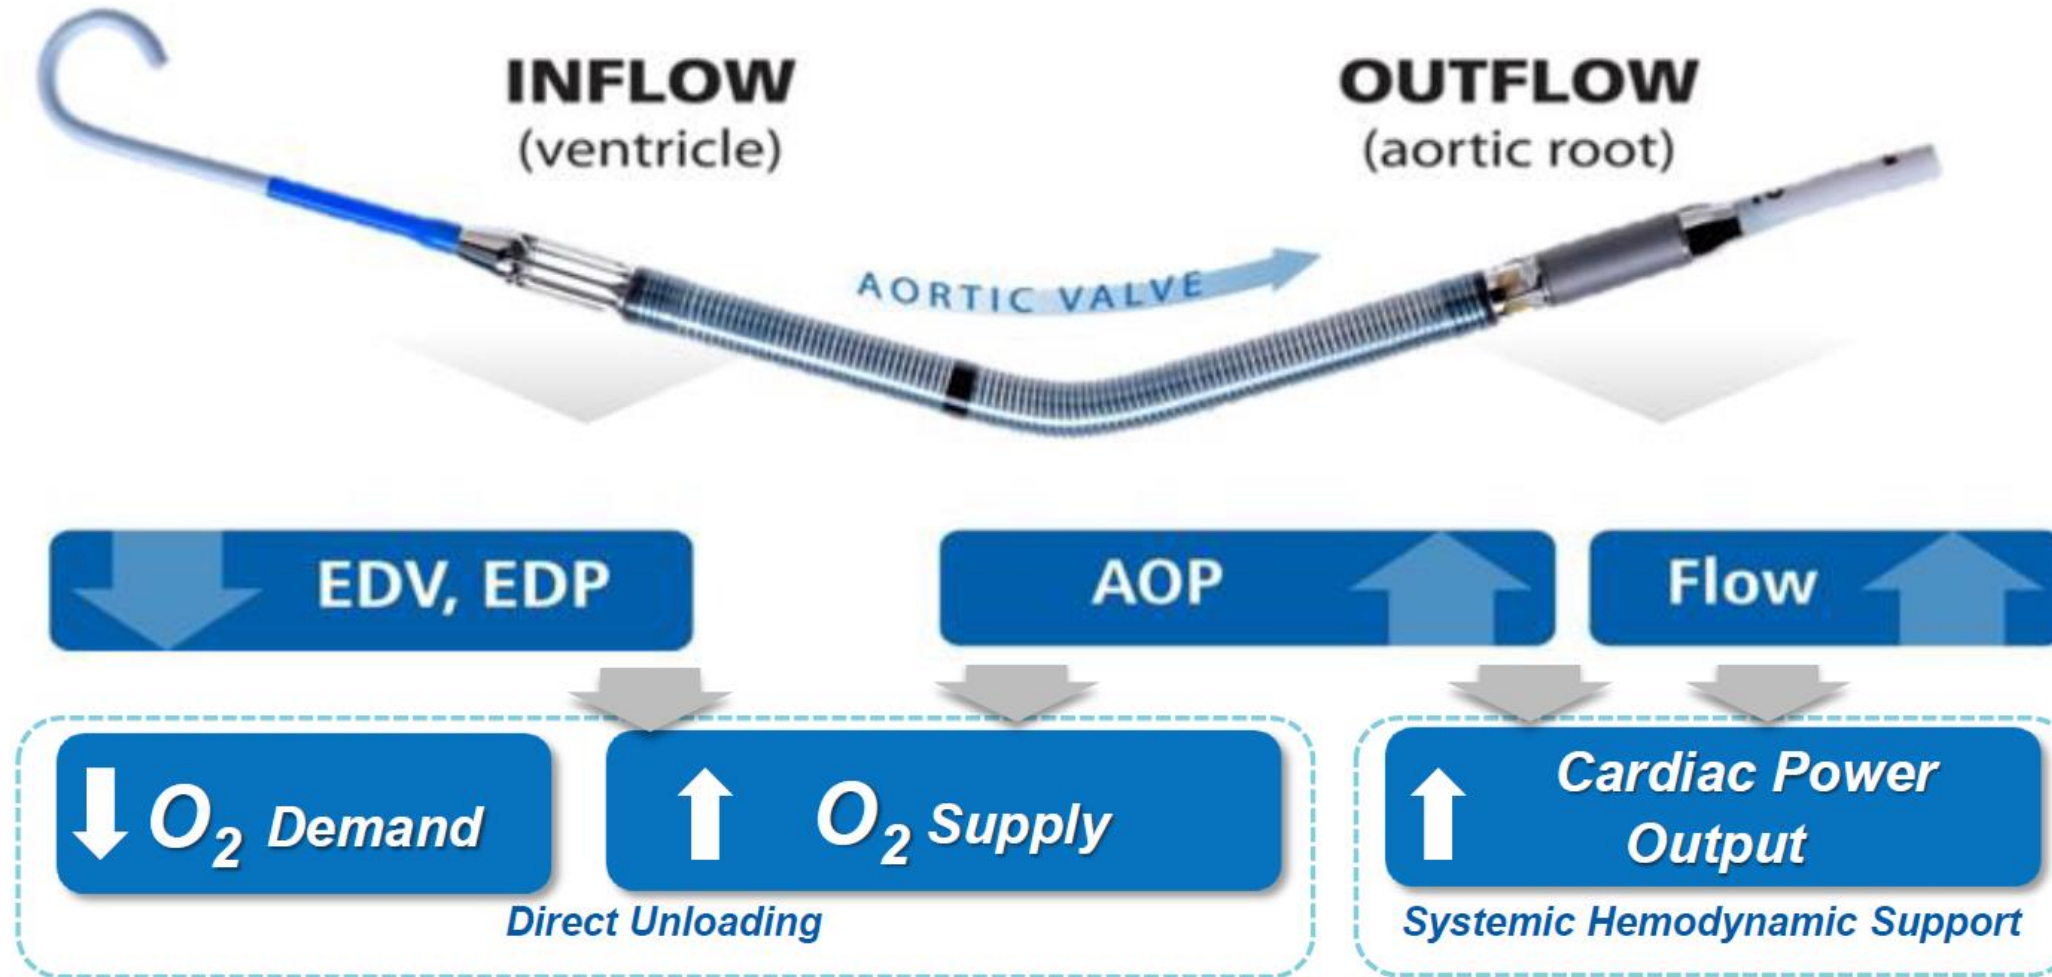 INFLOW
(ventricle)
OUTFLOW
(aortic root)
AORTIC VALVE
EDV, EDP
AOP
Flow
O₂ Demand
O₂ Supply
Cardiac Power
Output
Direct Unloading
Systemic Hemodynamic Support